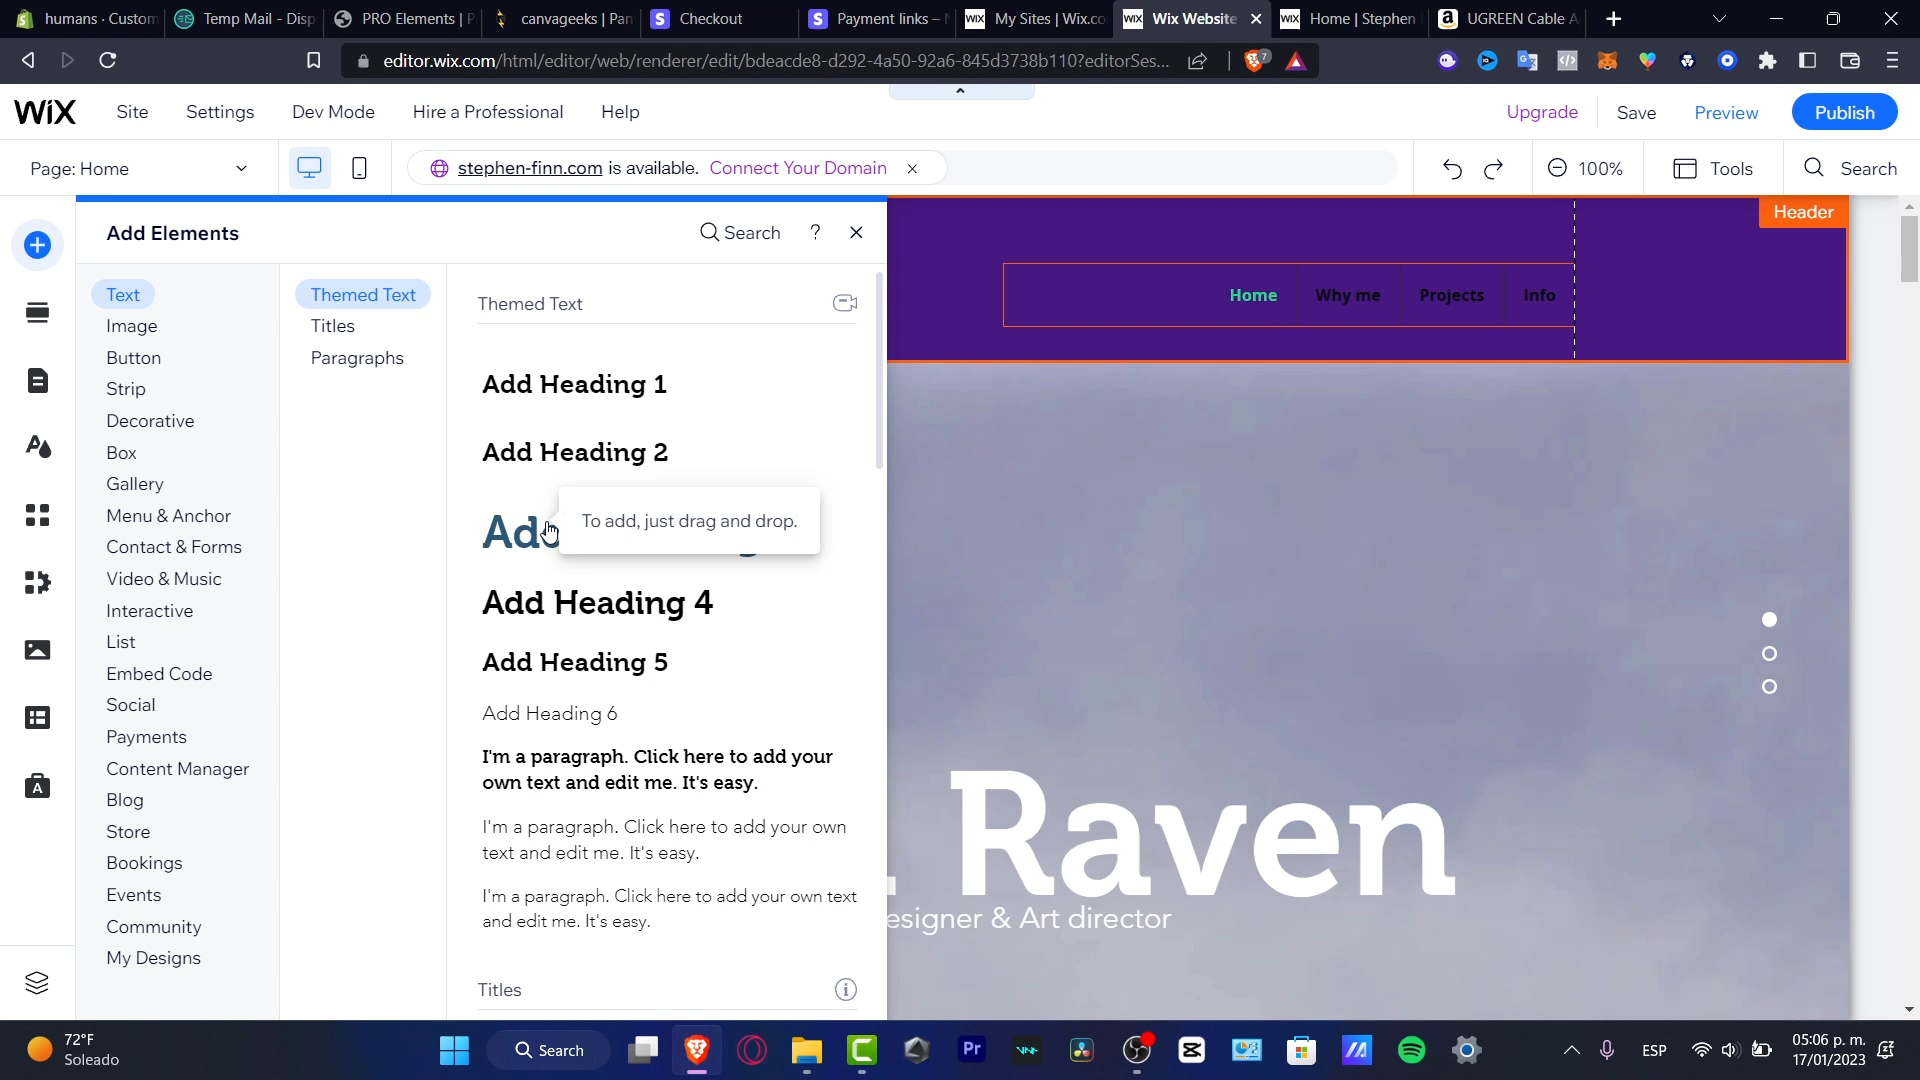 humans · Custom
Temp Mail - Disp
PRO Elements | P
canvageeks | Pan
Checkout
Payment links –
My Sites | Wix.co
Wix Website
Home | Stephen
UGREEN Cable A
editor.wix.com/html/editor/web/renderer/edit/bdeacde8-d292-4a50-92a6-845d3738b110?editorSes...
7
WiX
Site
Settings
Dev Mode
Hire a Professional
Help
Upgrade
Save
Preview
Publish
Page: Home
stephen-finn.com is available. Connect Your Domain
100%
Tools
Search
Add Elements
Search
?
Header
Home
Why me
Projects
Info
Text
Image
Button
Strip
Decorative
Box
Gallery
Menu & Anchor
Contact & Forms
Video & Music
Interactive
List
Embed Code
Social
Payments
Content Manager
Blog
Store
Bookings
Events
Community
My Designs
Themed Text
Titles
Paragraphs
Themed Text
Add Heading 1
Add Heading 2
To add, just drag and drop.
Add Heading 4
Add Heading 5
Add Heading 6
I'm a paragraph. Click here to add your
own text and edit me. It's easy.
I'm a paragraph. Click here to add your own
text and edit me. It's easy.
I'm a paragraph. Click here to add your own text
and edit me. It's easy.
Titles
. Raven
esigner & Art director
72°F
Soleado
Search
Pr
ESP
05:06 p. m.
17/01/2023